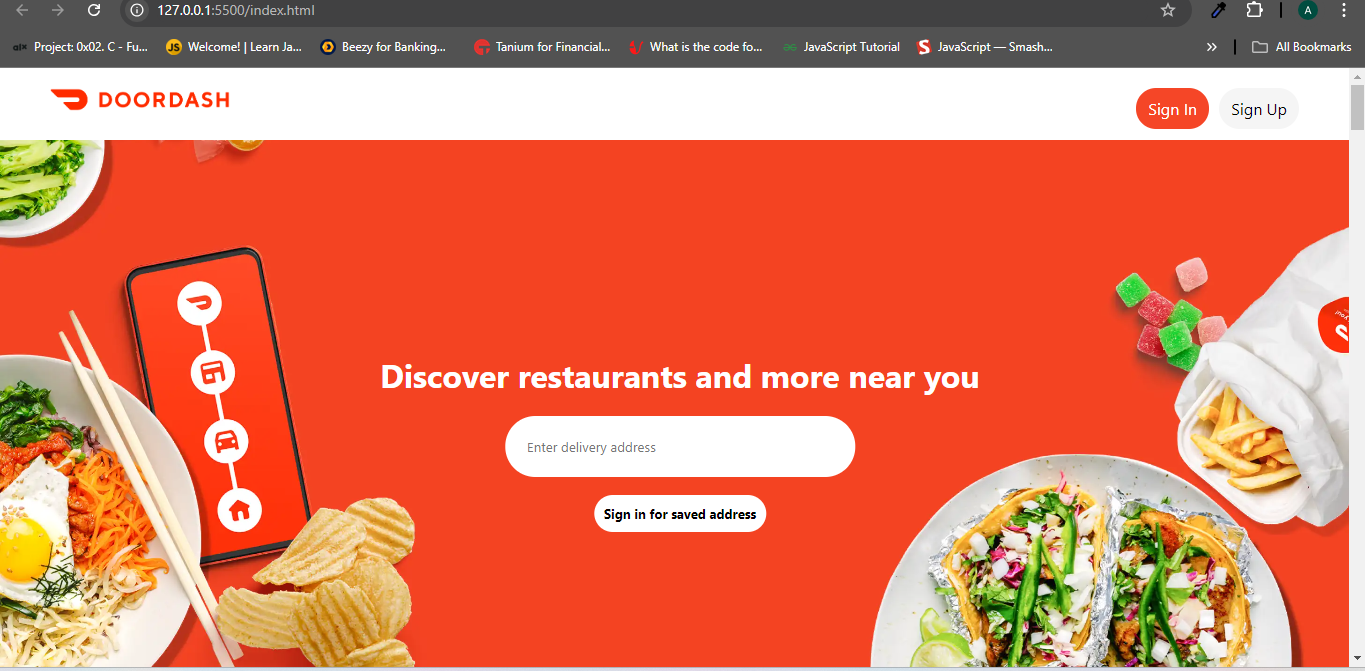 127.0.0.1:5500/index.html
A
alx Project: 0x02. C - Fu...
JS Welcome! | Learn Ja...
Beezy for Banking...
Tanium for Financial...
What is the code fo...
JavaScript Tutorial
S JavaScript — Smash...
»
All Bookmarks
DOORDASH
Sign In
Sign Up
Discover restaurants and more near you
Enter delivery address
Sign in for saved address